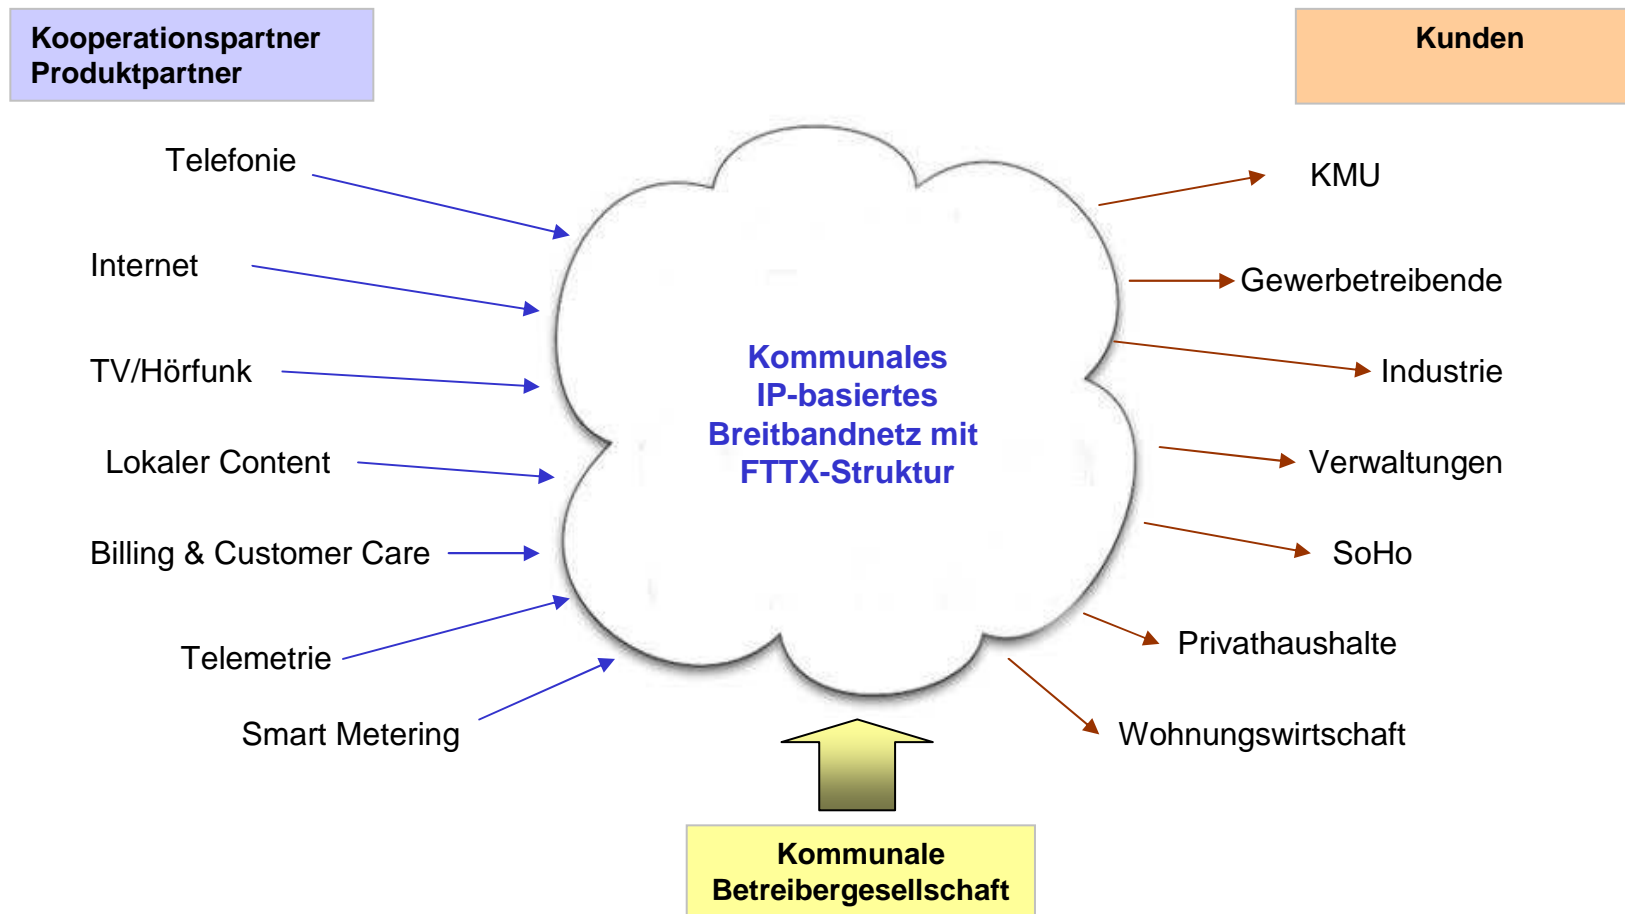 Kooperationspartner
Produktpartner
Kunden
Telefonie
Internet
TV/Hörfunk
Lokaler Content
Billing & Customer Care
Telemetrie
Smart Metering
Kommunales
IP-basiertes
Breitbandnetz mit
FTTX-Struktur
KMU
Gewerbetreibende
Industrie
Verwaltungen
SoHo
Privathaushalte
Wohnungswirtschaft
Kommunale
Betreibergesellschaft